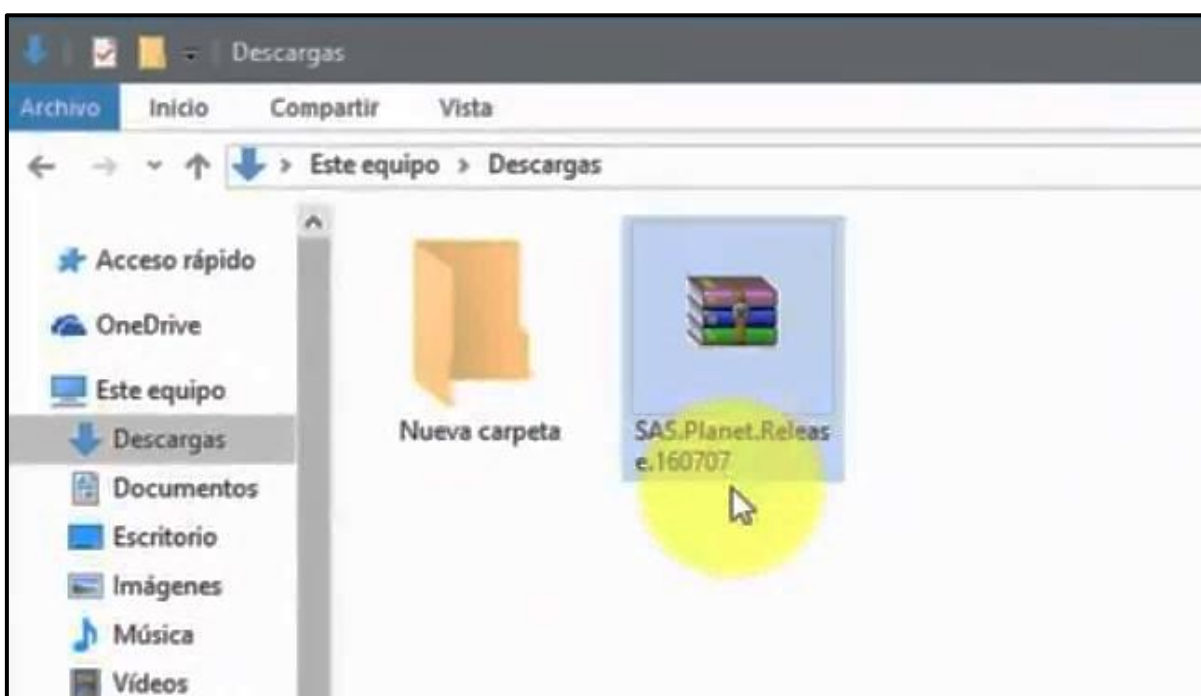 Descargas
Archivo Inicio Compartir Vista
Este equipo > Descargas
Acceso rápido
OneDrive
Este equipo
Descargas
Documentos
Escritorio
Imágenes
Música
Vídeos
Nueva carpeta
SAS.Planet.Releas
e.160707